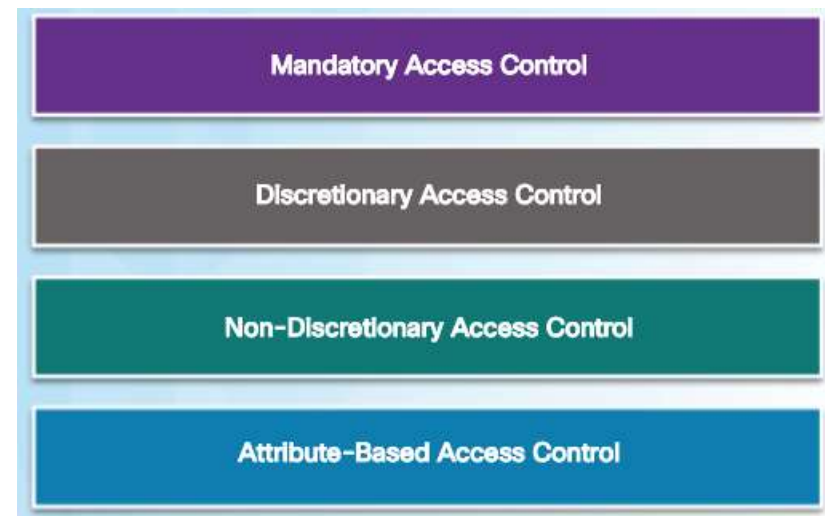 Mandatory Access Control
Discretionary Access Control
Non-Discretionary Access Control
Attribute-Based Access Control